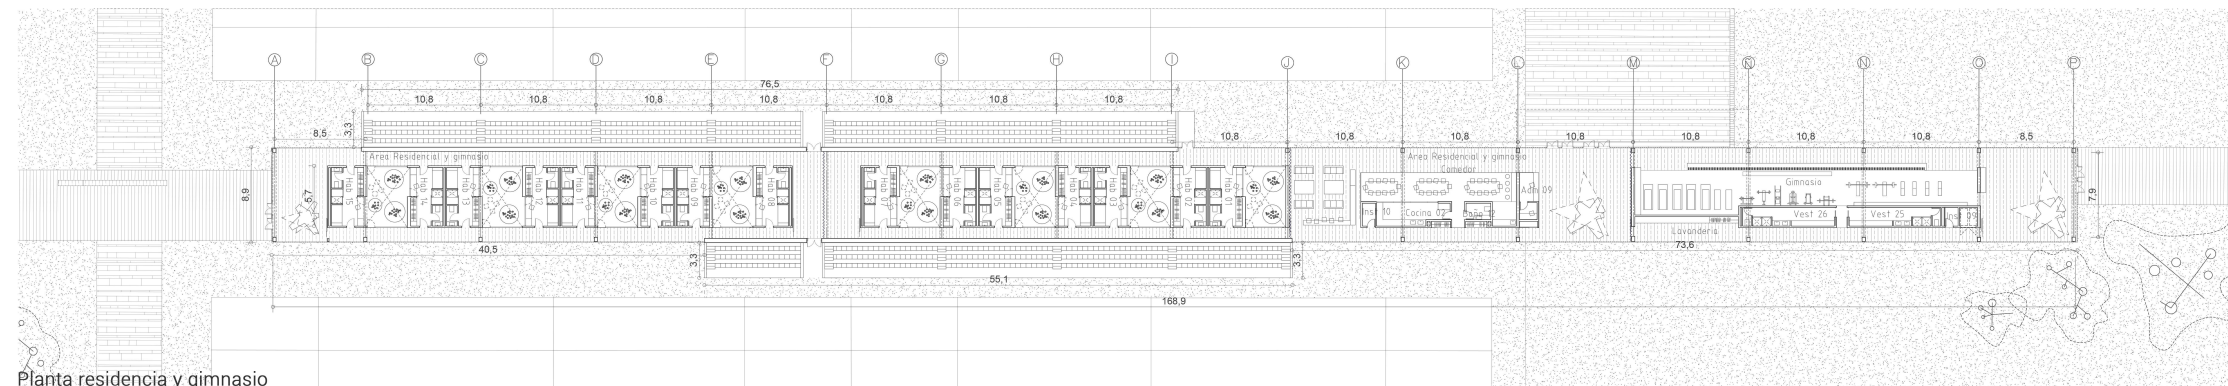 A B C D E F G H I J K L M Ñ N O P
76,5
10,8 10,8 10,8 10,8 10,8 10,8 10,8
8,5 3,3 10,8 10,8 10,8 10,8 10,8 10,8 10,8 8,5
Area Residencial y gimnasio
Area Residencial y gimnasio
Comedor
8,9 5,7 7,9
Hab 15 Hab 14 Hab 13 Hab 12 Hab 11 Hab 10 Hab 08 Hab 07 Hab 06 Hab 05 Hab 04 Hab 03 Hab 02 Hab 01
Adm 09
Gimnasia
Inst 10 Cocina 02 Baño 12 Vest 26 Vest 25 Inst 09
Lavanderia
40,5 3,3 3,3 73,6
55,1
168,9
Planta residencia y gimnasio